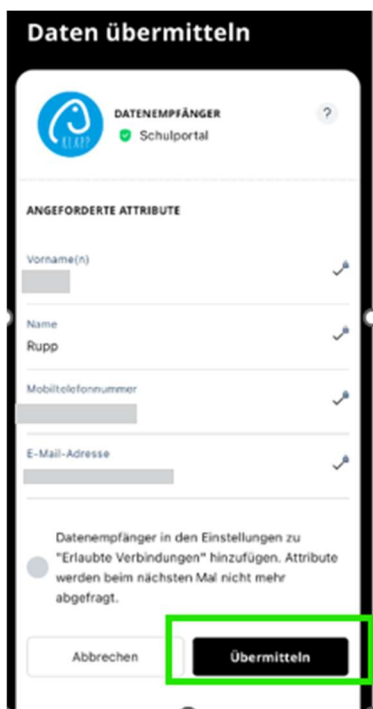 Daten übermitteln
KLAPP
DATENEMPFÄNGER
?
Schulportal
ANGEFORDERTE ATTRIBUTE
Vorname(n)
Name
Rupp
Mobiltelefonnummer
E-Mail-Adresse
Datenempfänger in den Einstellungen zu
"Erlaubte Verbindungen" hinzufügen. Attribute
werden beim nächsten Mal nicht mehr
abgefragt.
Abbrechen
Übermitteln